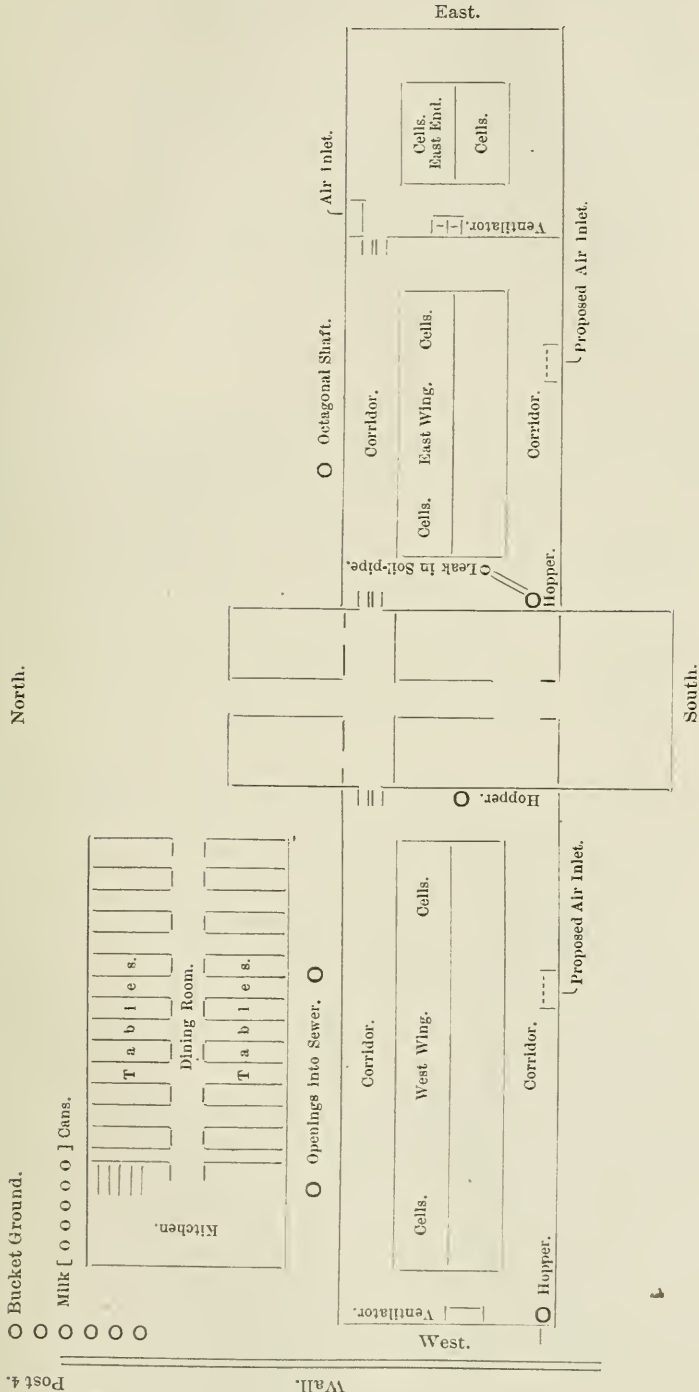 North.
Post 4.
Bucket Ground.
Milk [ o o o o o o ] Cans.
Wall.
Kitchen.
T a b l e s.
Dining Room.
T a b l e s.
Openings into Sewer.
Octagonal Shaft.
Air Inlet.
West.
Ventilator.
Corridor.
Cells. West Wing. Cells.
Corridor.
Hopper.
Proposed Air Inlet.
Hopper.
Leak in Soil-pipe.
Hopper.
Corridor.
Cells. East Wing. Cells.
Corridor.
Proposed Air Inlet.
Ventilator.
Cells.
East End.
Cells.
East.
South.